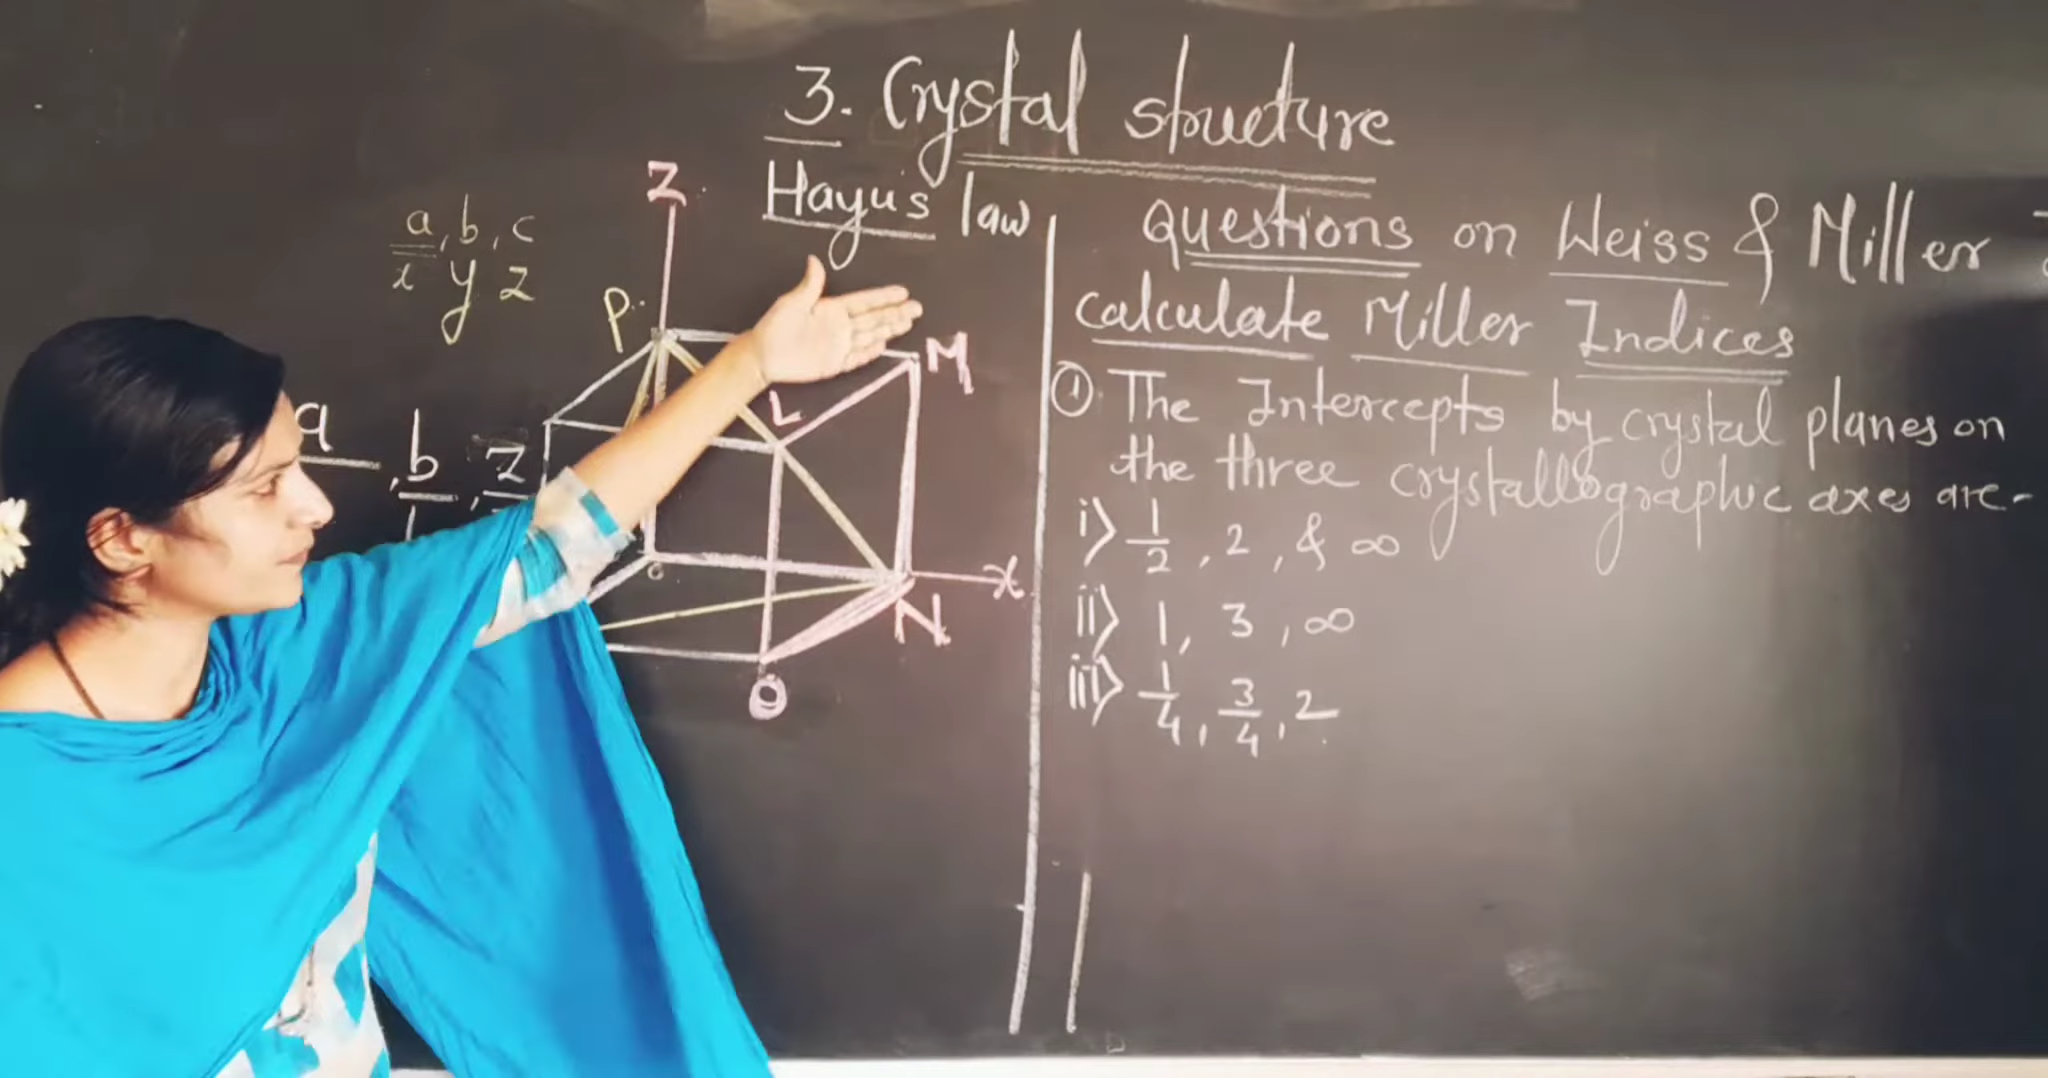 3. Crystal structure
Hayu's law
a, b, c
x y z
Z
P
M
L
a, b, z
x
N
O
Questions on Weiss & Miller
calculate Miller Indices
① The Intercepts by crystal planes on
the three crystallographic axes are-
i) 1/2, 2, & ∞
ii) 1, 3, ∞
iii) 1/4, 3/4, 2